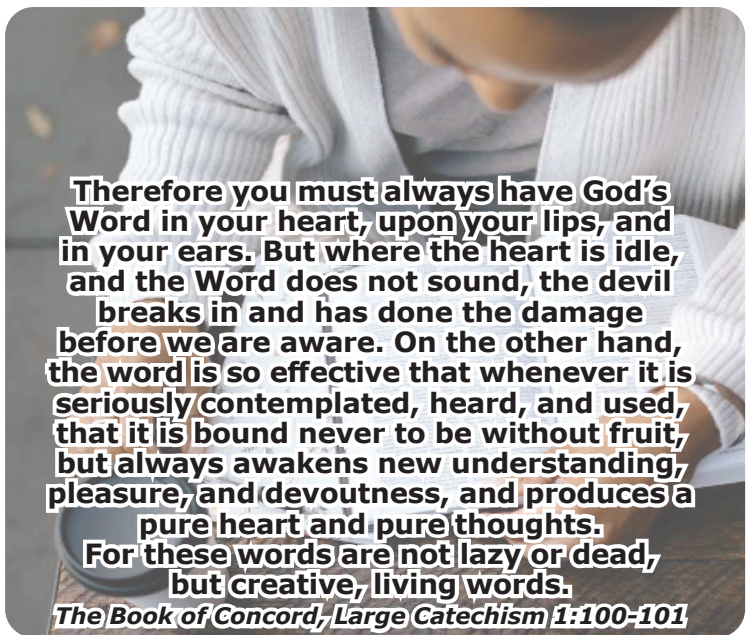 Therefore you must always have God’s
Word in your heart, upon your lips, and
in your ears. But where the heart is idle,
and the Word does not sound, the devil
breaks in and has done the damage
before we are aware. On the other hand,
the word is so effective that whenever it is
seriously contemplated, heard, and used,
that it is bound never to be without fruit,
but always awakens new understanding,
pleasure, and devoutness, and produces a
pure heart and pure thoughts.
For these words are not lazy or dead,
but creative, living words.
The Book of Concord, Large Catechism 1:100-101